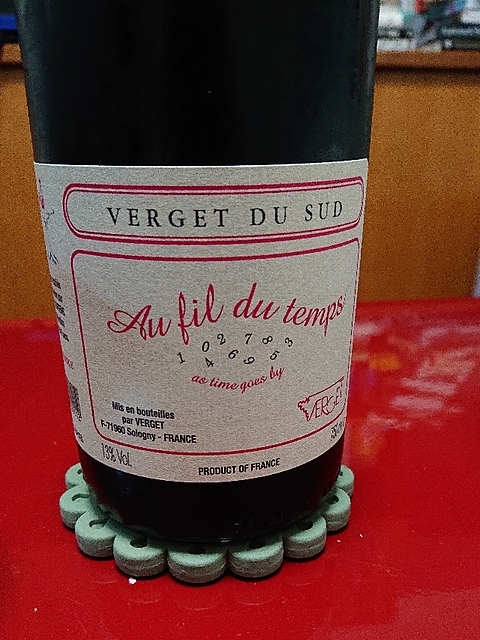 VERGET DU SUD
Au fil du temps
1 0 2 7 8 3
4 6 9 5
as time goes by
Mis en bouteilles
par VERGET
F-71960 Sologny - FRANCE
VERGET
13% Vol.
PRODUCT OF FRANCE